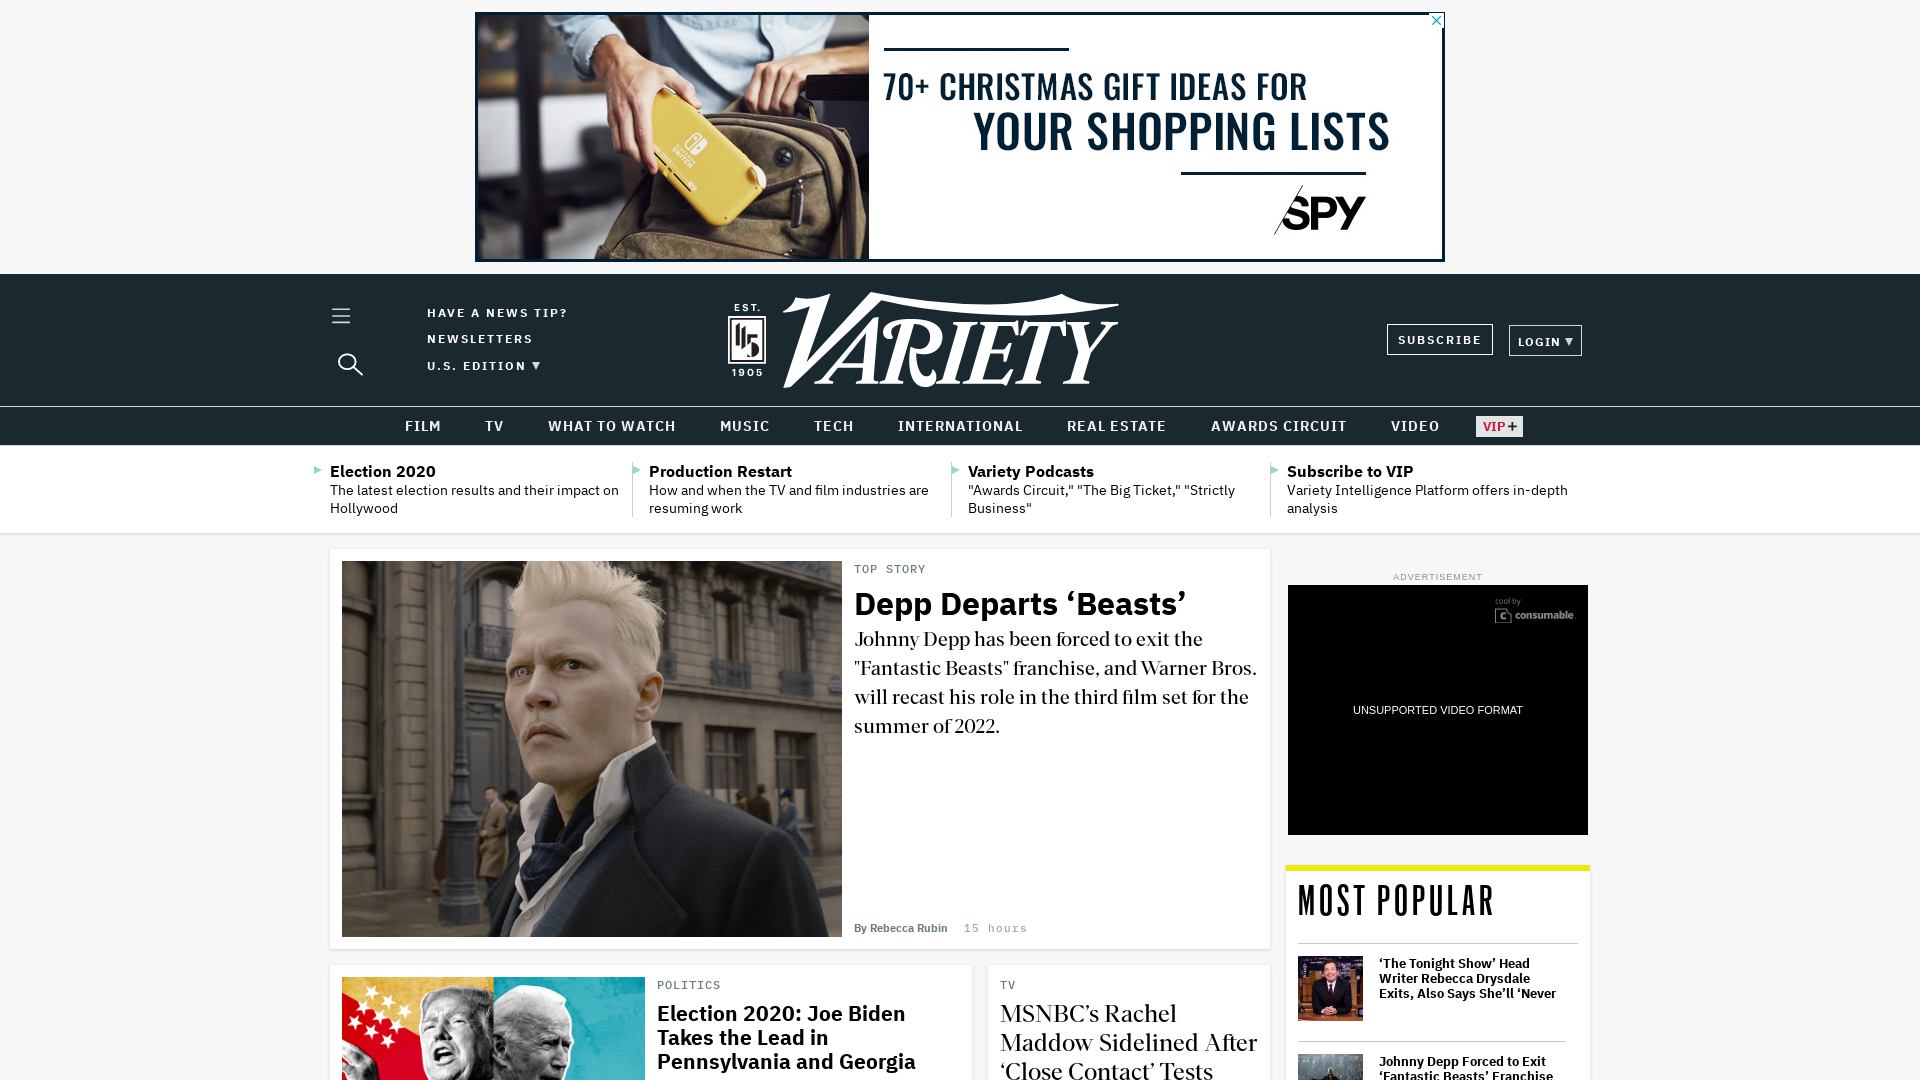 70+ CHRISTMAS GIFT IDEAS FOR
YOUR SHOPPING LISTS
SPY
HAVE A NEWS TIP?
NEWSLETTERS
U.S. EDITION ▼
EST.
115
1905
VARIETY
SUBSCRIBE
LOGIN ▼
FILM
TV
WHAT TO WATCH
MUSIC
TECH
INTERNATIONAL
REAL ESTATE
AWARDS CIRCUIT
VIDEO
VIP+
Election 2020
The latest election results and their impact on
Hollywood
Production Restart
How and when the TV and film industries are
resuming work
Variety Podcasts
"Awards Circuit," "The Big Ticket," "Strictly
Business"
Subscribe to VIP
Variety Intelligence Platform offers in-depth
analysis
TOP STORY
Depp Departs ‘Beasts’
Johnny Depp has been forced to exit the
"Fantastic Beasts" franchise, and Warner Bros.
will recast his role in the third film set for the
summer of 2022.
By Rebecca Rubin
15 hours
ADVERTISEMENT
cool by
consumable
UNSUPPORTED VIDEO FORMAT
MOST POPULAR
‘The Tonight Show’ Head
Writer Rebecca Drysdale
Exits, Also Says She’ll ‘Never
Johnny Depp Forced to Exit
‘Fantastic Beasts’ Franchise
POLITICS
Election 2020: Joe Biden
Takes the Lead in
Pennsylvania and Georgia
TV
MSNBC’s Rachel
Maddow Sidelined After
‘Close Contact’ Tests